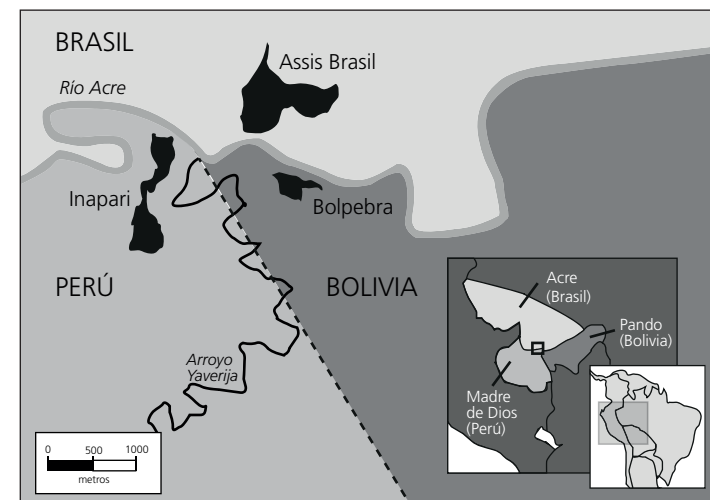 BRASIL
Assis Brasil
Río Acre
Inapari
Bolpebra
PERÚ
BOLIVIA
Arroyo
Yaverija
0 500 1000
metros
Acre
(Brasil)
Pando
(Bolivia)
Madre
de Dios
(Perú)